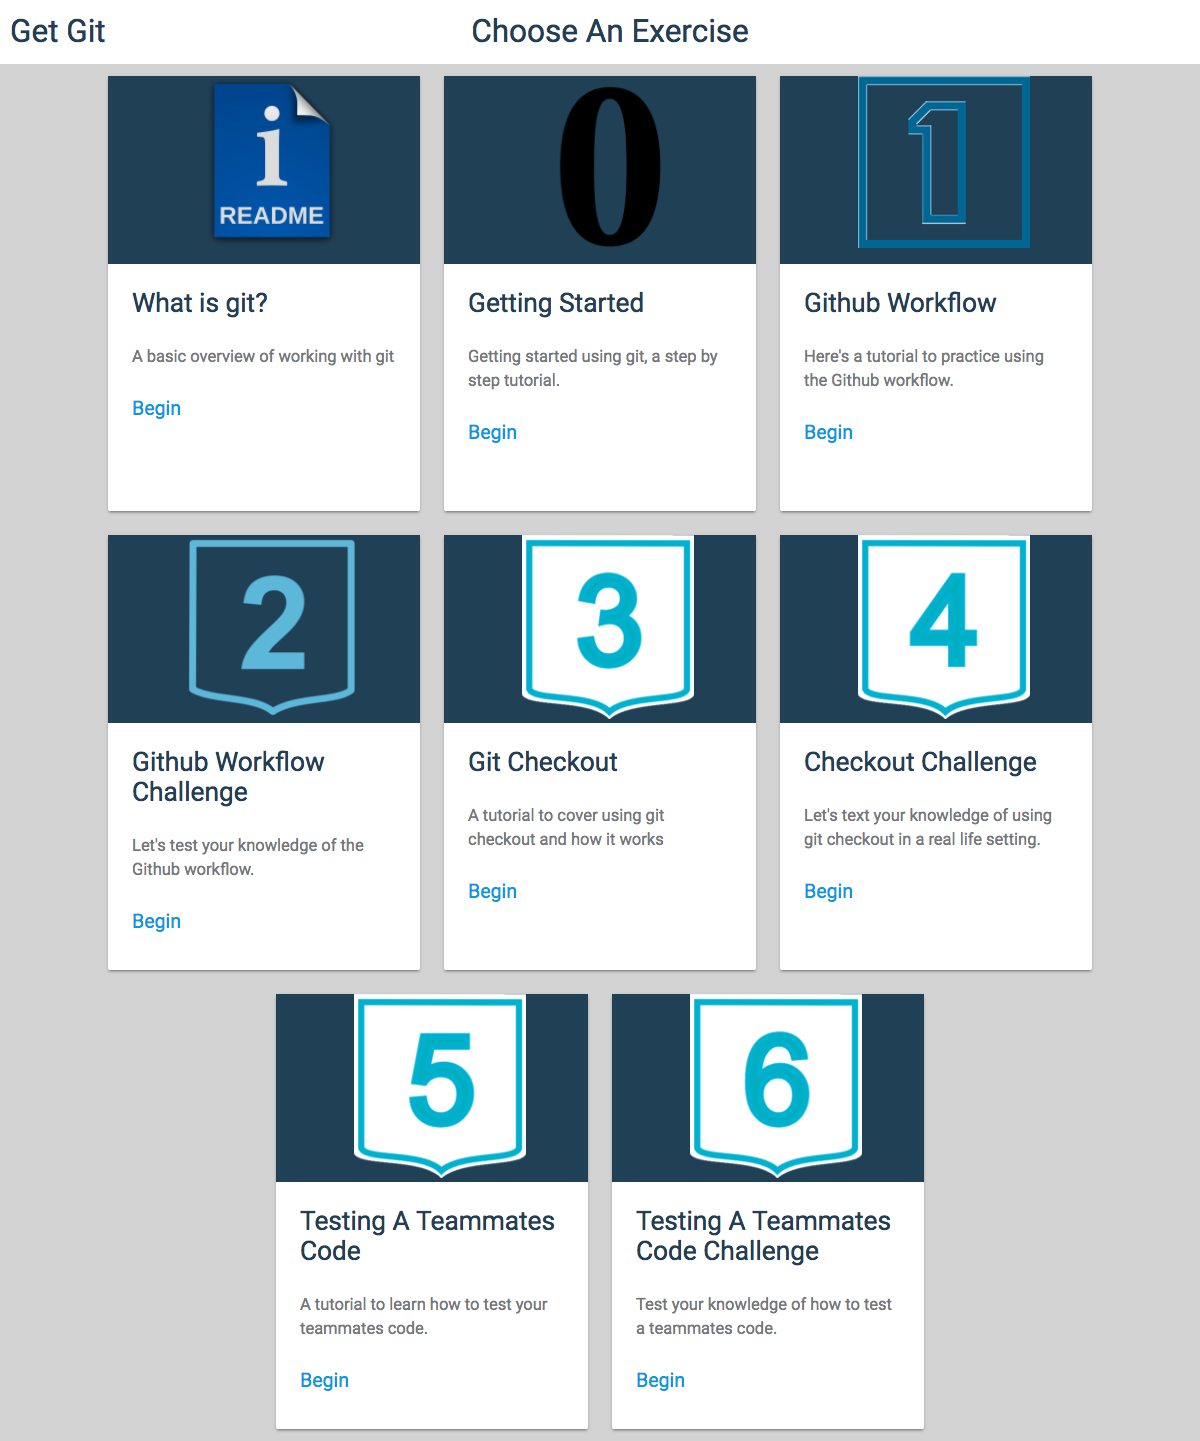 Get Git
Choose An Exercise
i
README
What is git?
A basic overview of working with git
Begin
0
Getting Started
Getting started using git, a step by
step tutorial.
Begin
1
Github Workflow
Here's a tutorial to practice using
the Github workflow.
Begin
2
Github Workflow
Challenge
Let's test your knowledge of the
Github workflow.
Begin
3
Git Checkout
A tutorial to cover using git
checkout and how it works
Begin
4
Checkout Challenge
Let's text your knowledge of using
git checkout in a real life setting.
Begin
5
Testing A Teammates
Code
A tutorial to learn how to test your
teammates code.
Begin
6
Testing A Teammates
Code Challenge
Test your knowledge of how to test
a teammates code.
Begin